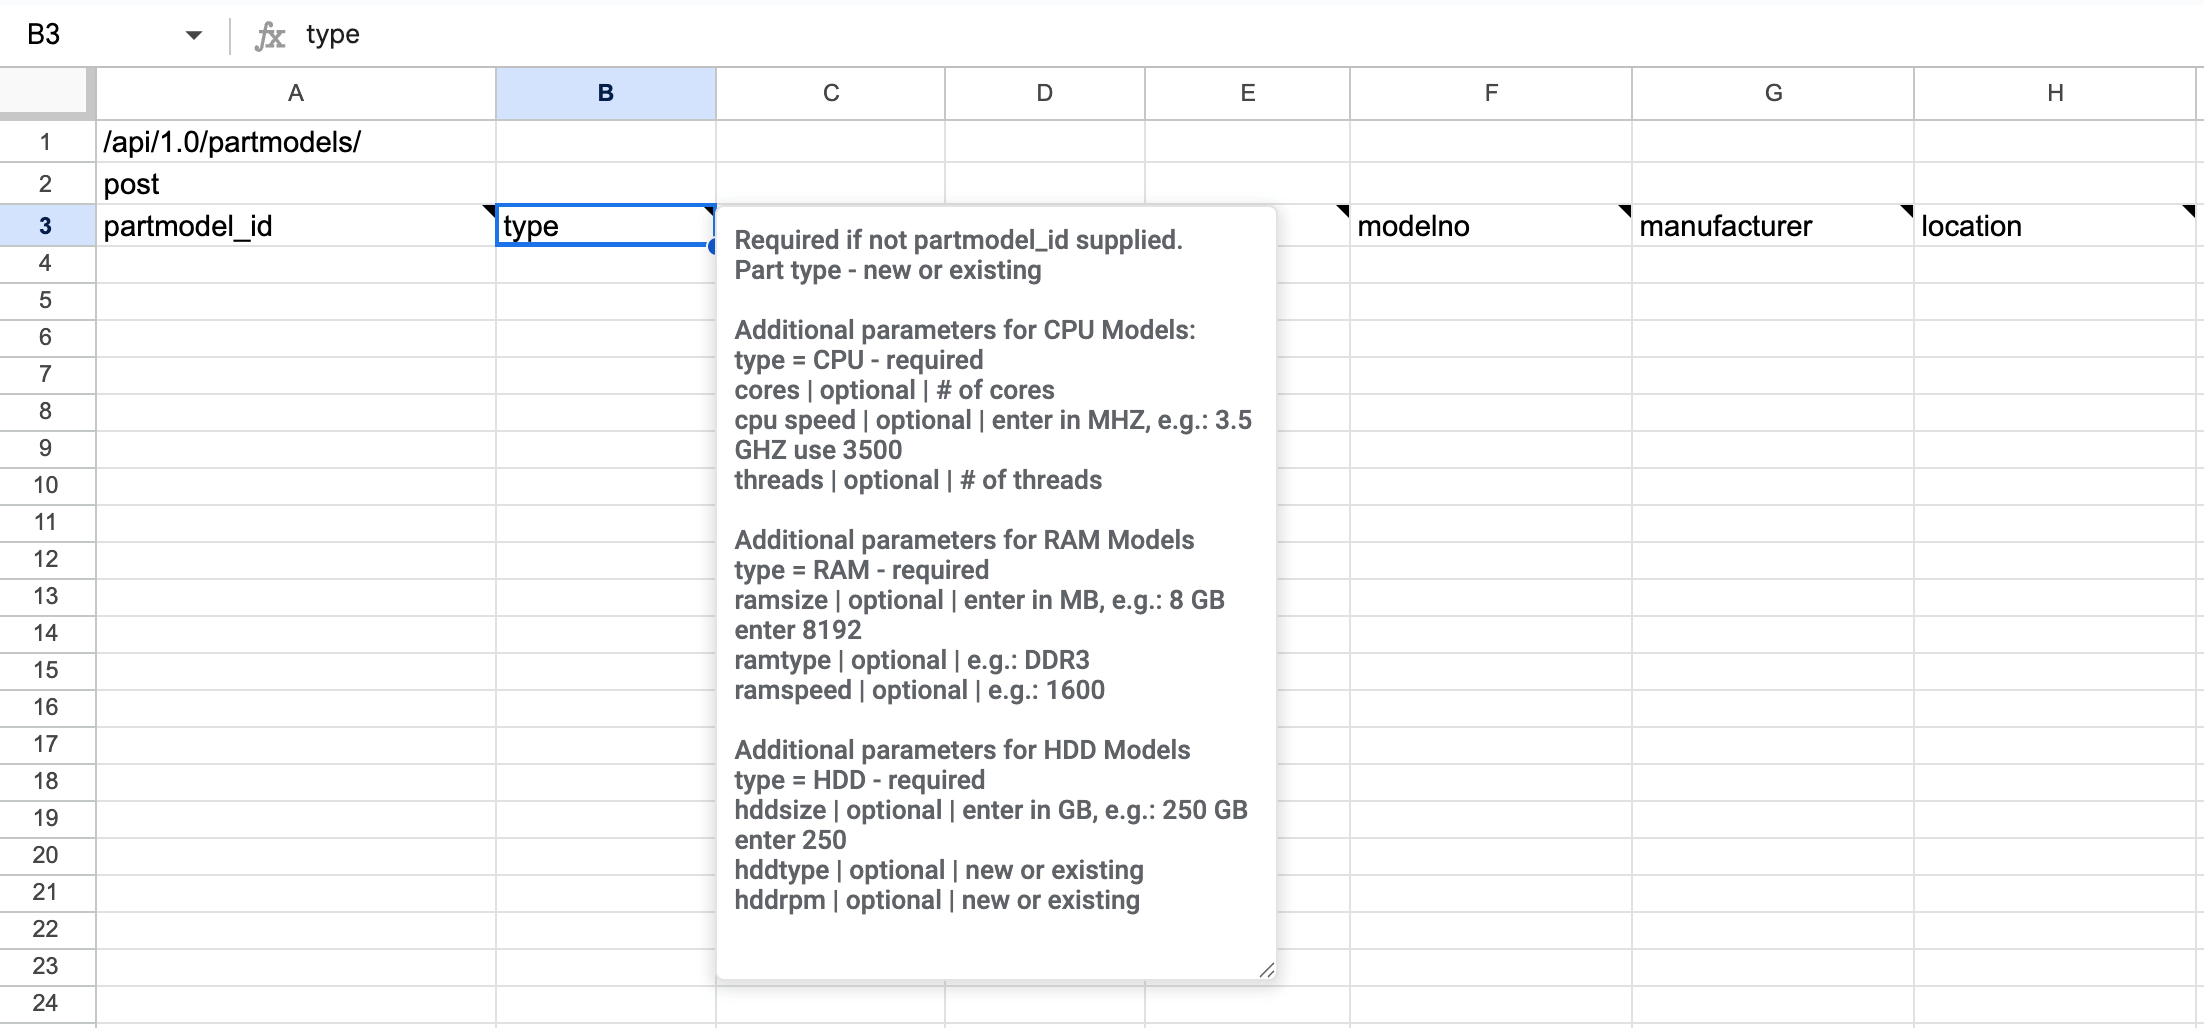 B3 fx type
A B C D E F G H
1 /api/1.0/partmodels/
2 post
3 partmodel_id type modelno manufacturer location
Required if not partmodel_id supplied.
Part type - new or existing
Additional parameters for CPU Models:
type = CPU - required
cores | optional | # of cores
cpu speed | optional | enter in MHZ, e.g.: 3.5
GHZ use 3500
threads | optional | # of threads
Additional parameters for RAM Models
type = RAM - required
ramsize | optional | enter in MB, e.g.: 8 GB
enter 8192
ramtype | optional | e.g.: DDR3
ramspeed | optional | e.g.: 1600
Additional parameters for HDD Models
type = HDD - required
hddsize | optional | enter in GB, e.g.: 250 GB
enter 250
hddtype | optional | new or existing
hddrpm | optional | new or existing
4
5
6
7
8
9
10
11
12
13
14
15
16
17
18
19
20
21
22
23
24